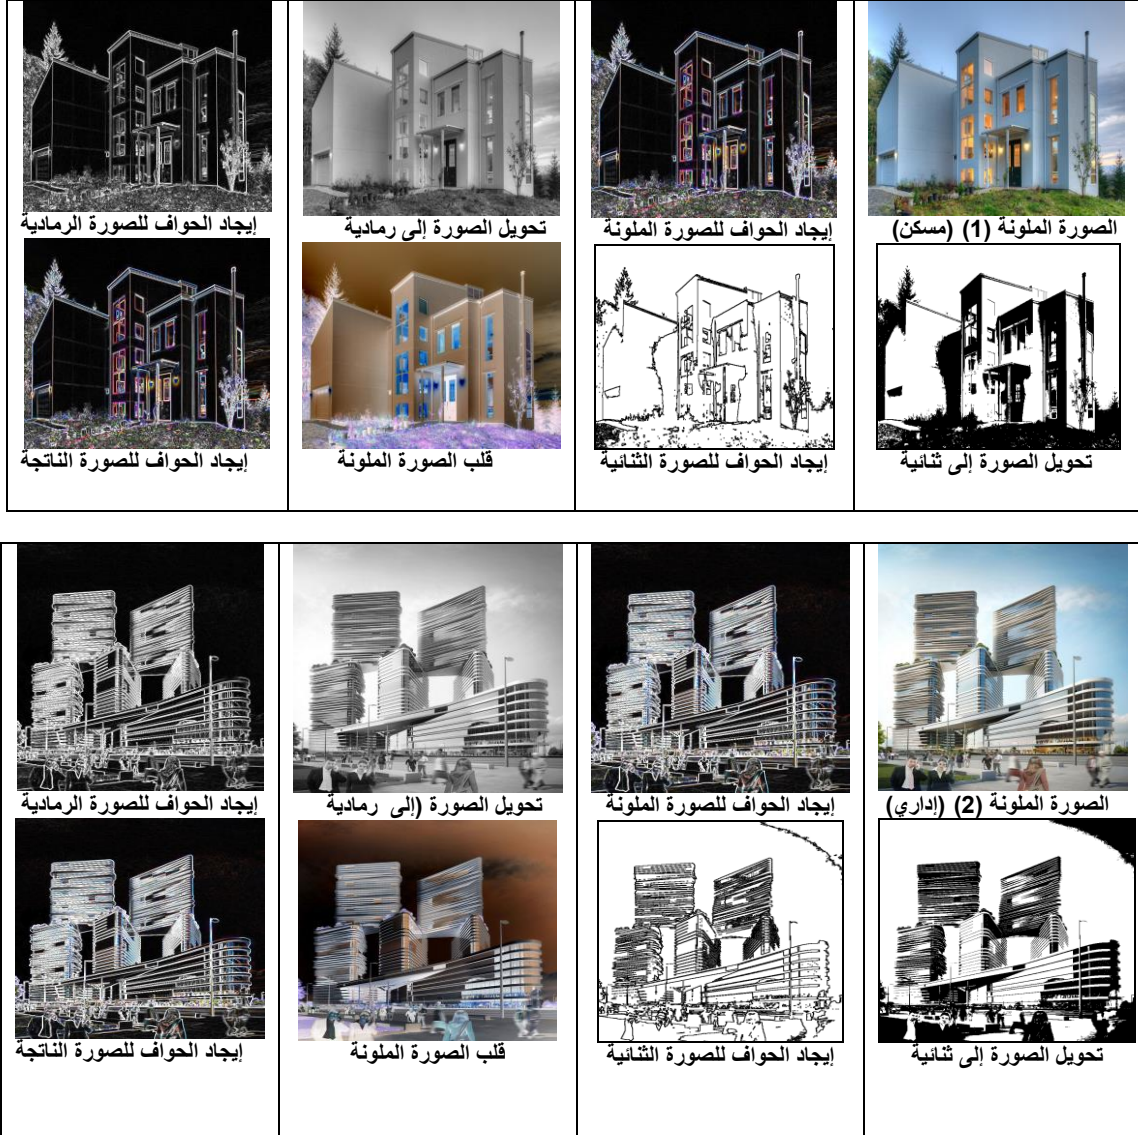 الصورة الملونة (1) (مسكن)
إيجاد الحواف للصورة الملونة
تحويل الصورة إلى رمادية
إيجاد الحواف للصورة الرمادية
تحويل الصورة إلى ثنائية
إيجاد الحواف للصورة الثنائية
قلب الصورة الملونة
إيجاد الحواف للصورة الناتجة
الصورة الملونة (2) (إداري)
إيجاد الحواف للصورة الملونة
تحويل الصورة (إلى رمادية
إيجاد الحواف للصورة الرمادية
تحويل الصورة إلى ثنائية
إيجاد الحواف للصورة الثنائية
قلب الصورة الملونة
إيجاد الحواف للصورة الناتجة